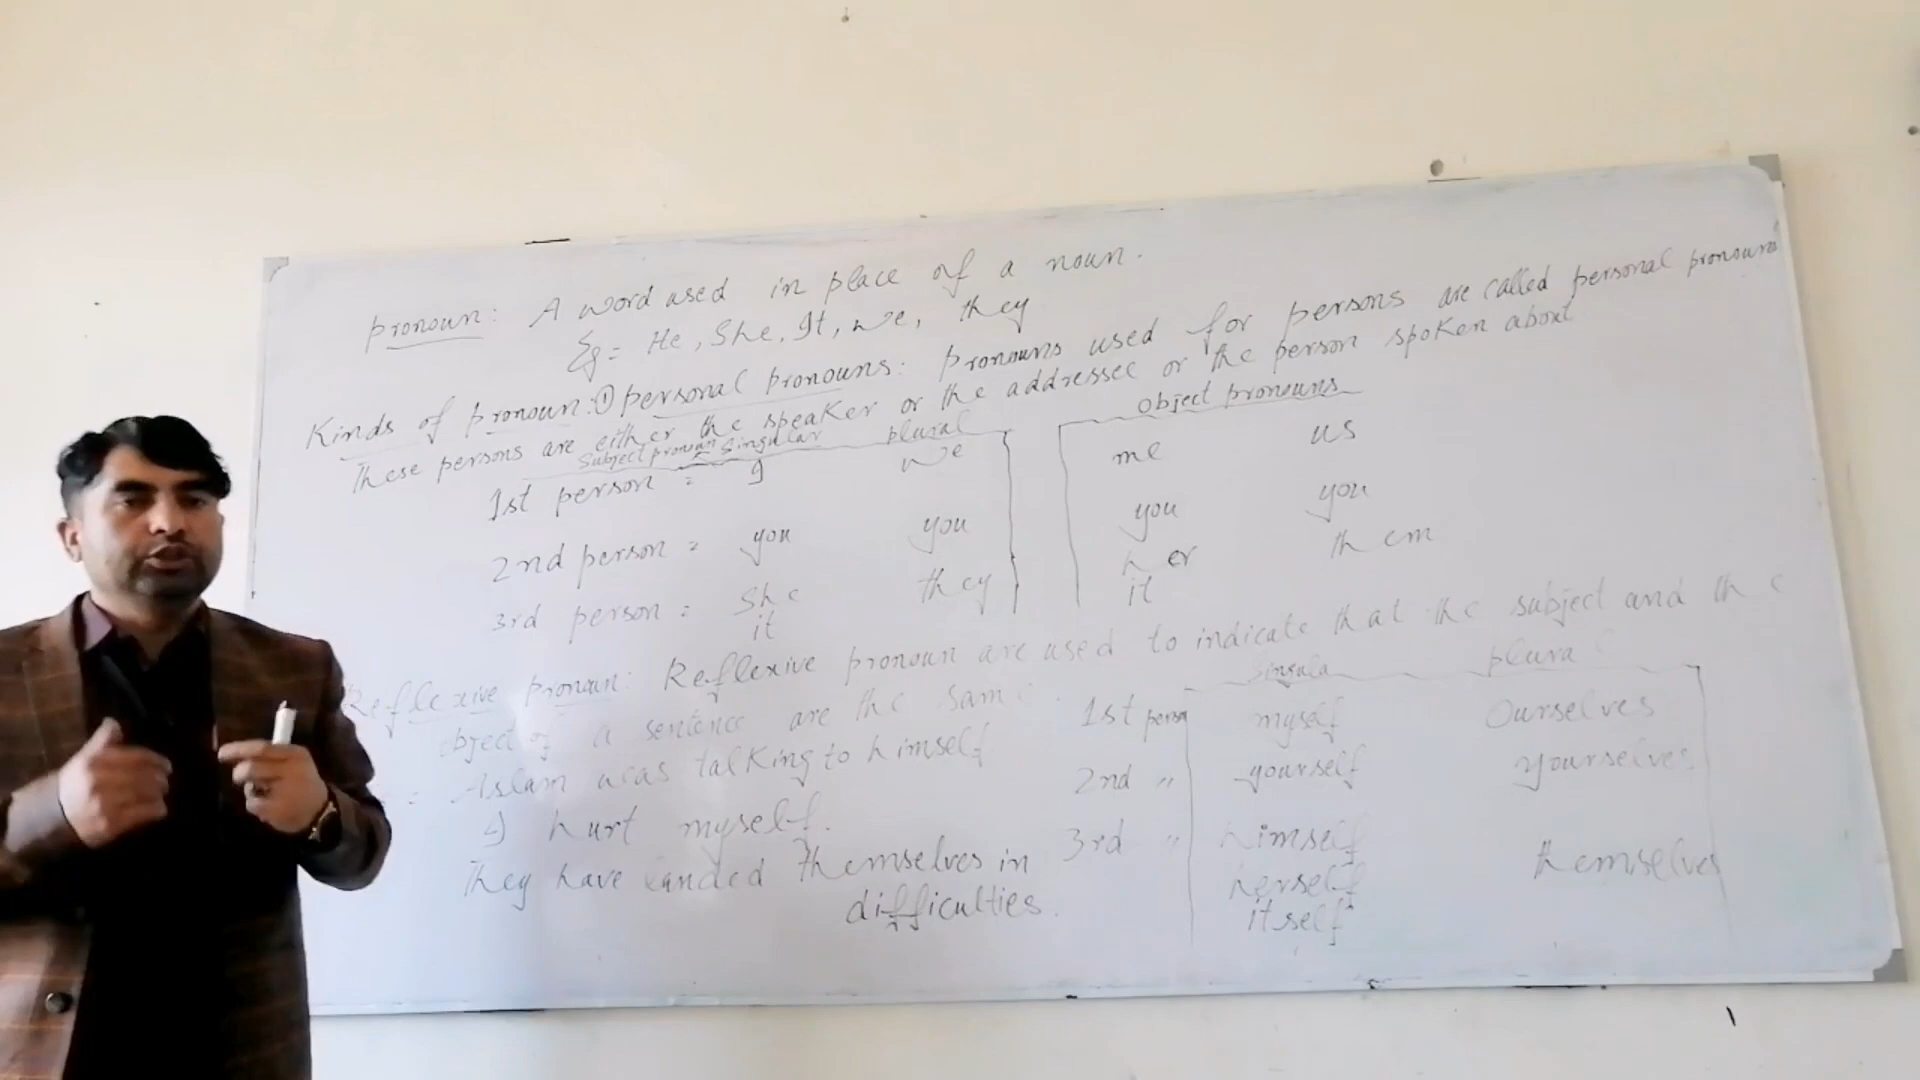 pronoun: A word used in place of a noun.
Eg = He, She, It, we, they
Kinds of pronoun: ① personal pronouns: pronouns used for persons are called personal pronouns
These persons are either the speaker or the addressee or the person spoken about
Subject pronoun = Singular plural Object pronouns
1st person = I we me us
2nd person = you you you you
3rd person = She they her them
it it
Reflexive pronoun: Reflexive pronoun are used to indicate that the subject and the
object of a sentence are the same.
Singula plural
1st person myself Ourselves
= Aslam was talking to himself
2nd " yourself yourselves
I hurt myself.
3rd " himself themselves
They have landed themselves in
difficulties.
herself
itself